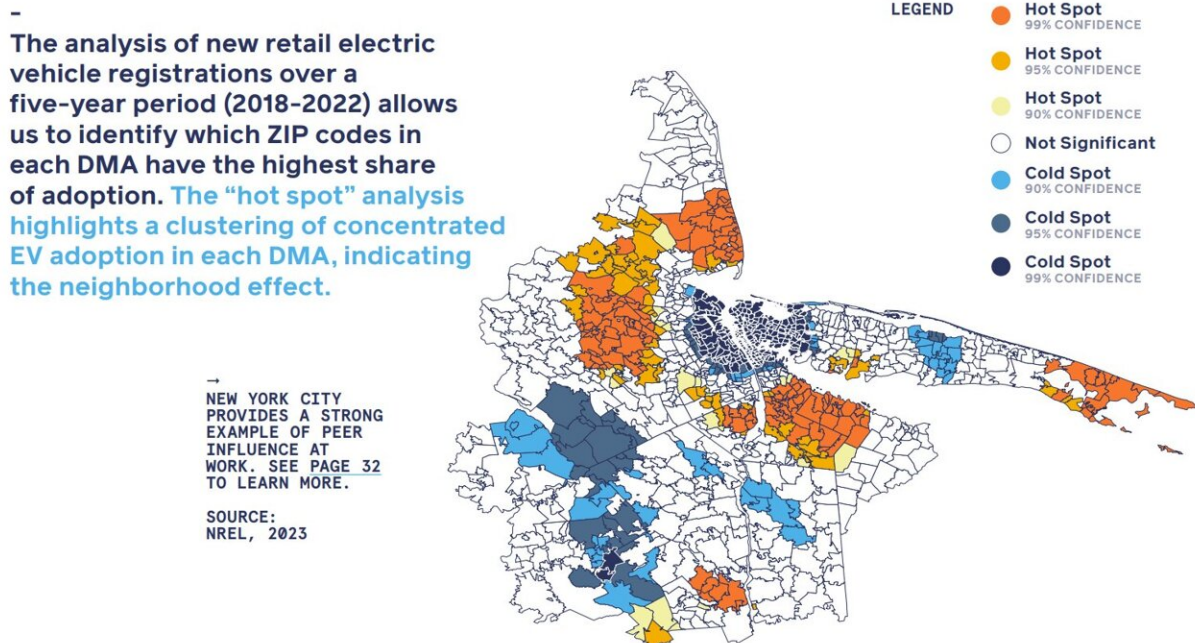 –
The analysis of new retail electric
vehicle registrations over a
five-year period (2018-2022) allows
us to identify which ZIP codes in
each DMA have the highest share
of adoption. The “hot spot” analysis
highlights a clustering of concentrated
EV adoption in each DMA, indicating
the neighborhood effect.
→
NEW YORK CITY
PROVIDES A STRONG
EXAMPLE OF PEER
INFLUENCE AT
WORK. SEE PAGE 32
TO LEARN MORE.
SOURCE:
NREL, 2023
LEGEND
Hot Spot
99% CONFIDENCE
Hot Spot
95% CONFIDENCE
Hot Spot
90% CONFIDENCE
Not Significant
Cold Spot
90% CONFIDENCE
Cold Spot
95% CONFIDENCE
Cold Spot
99% CONFIDENCE